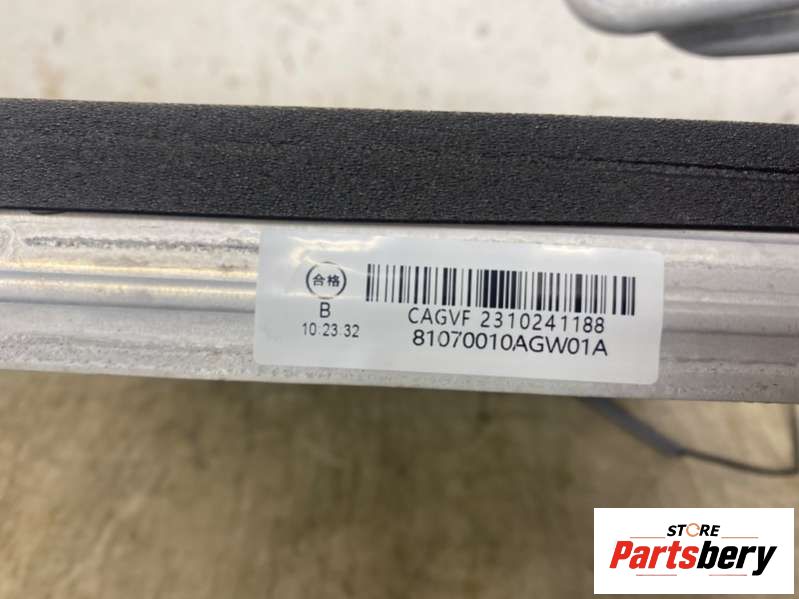 合格
B
10:23 32
CAGVF 2310241188
81070010AGW01A
STORE
Partsbery